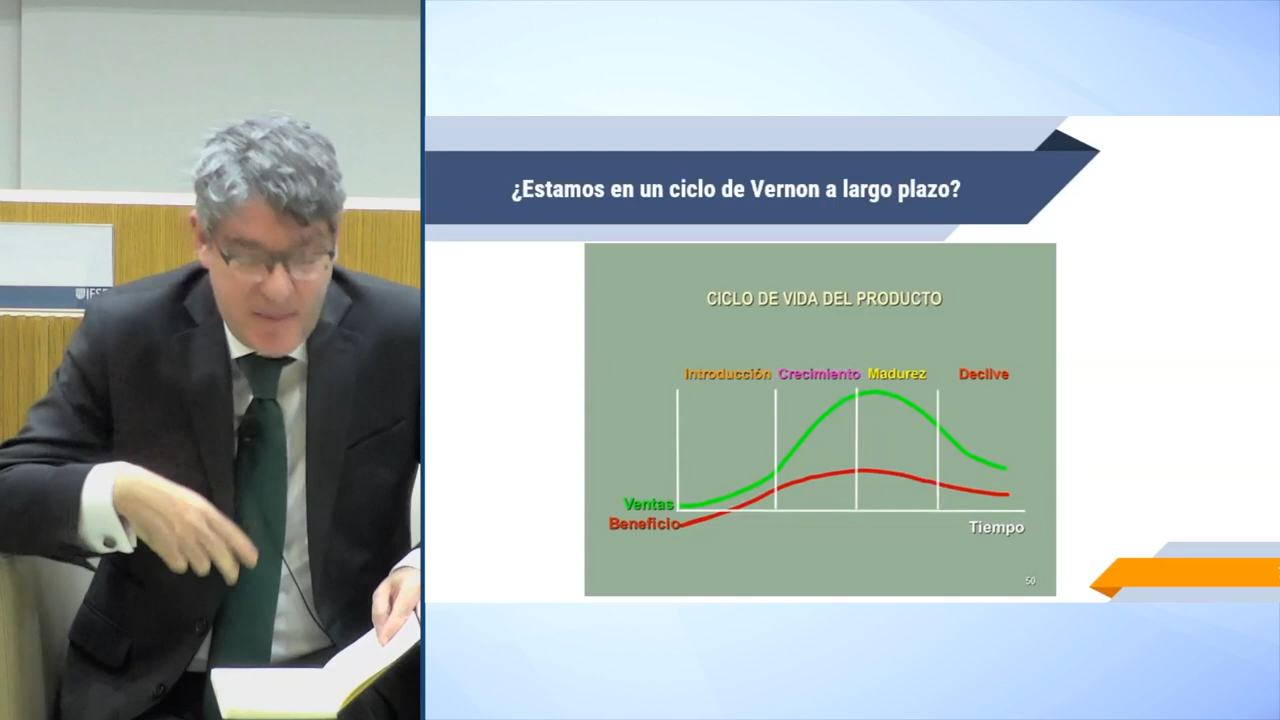 ¿Estamos en un ciclo de Vernon a largo plazo?
CICLO DE VIDA DEL PRODUCTO
Introducción Crecimiento Madurez Declive
Ventas
Beneficio
Tiempo
50